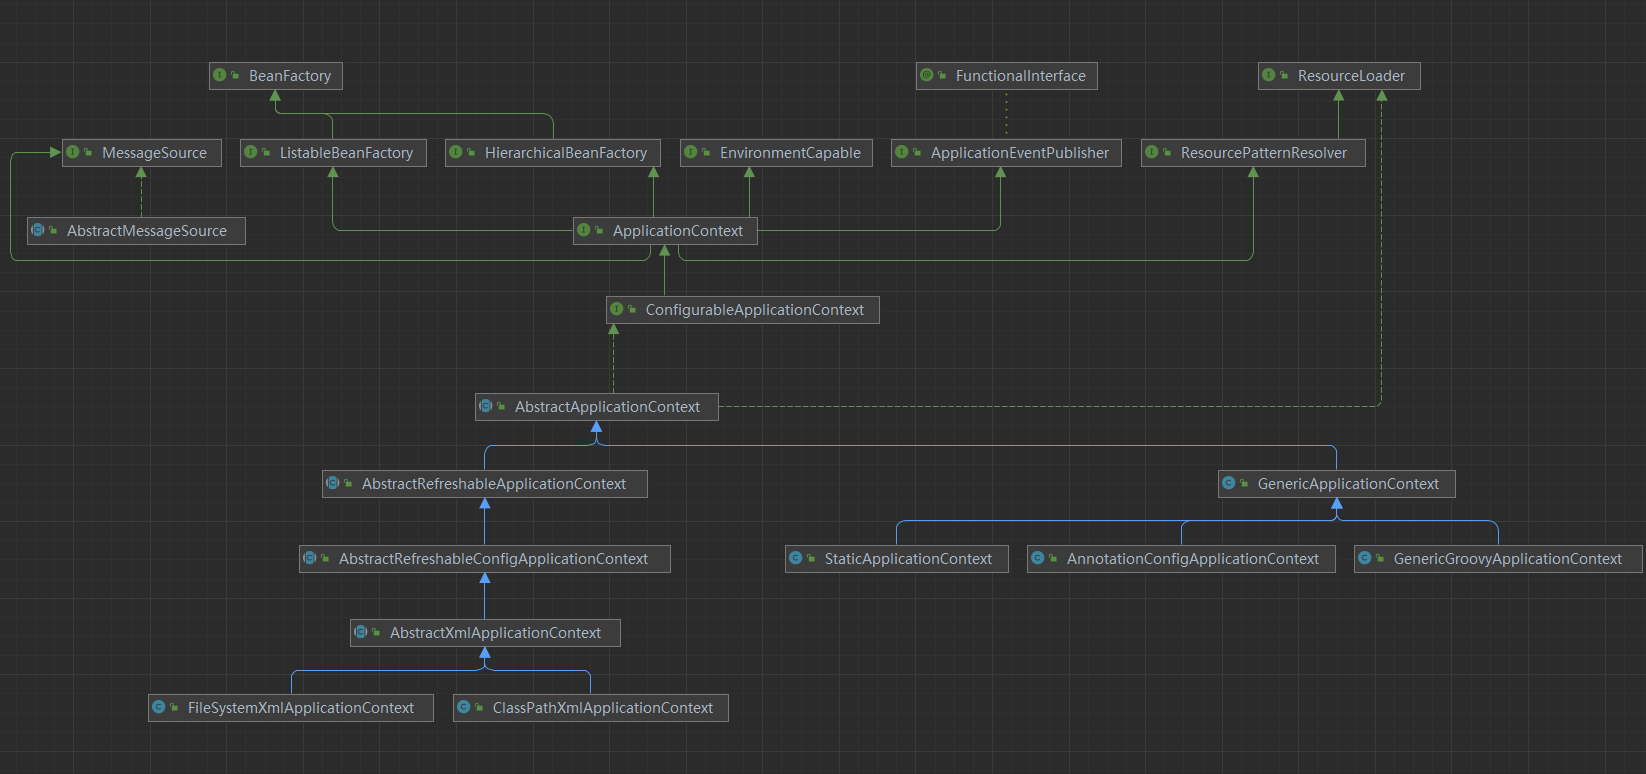 BeanFactory
FunctionalInterface
ResourceLoader
MessageSource
ListableBeanFactory
HierarchicalBeanFactory
EnvironmentCapable
ApplicationEventPublisher
ResourcePatternResolver
AbstractMessageSource
ApplicationContext
ConfigurableApplicationContext
AbstractApplicationContext
AbstractRefreshableApplicationContext
GenericApplicationContext
AbstractRefreshableConfigApplicationContext
StaticApplicationContext
AnnotationConfigApplicationContext
GenericGroovyApplicationContext
AbstractXmlApplicationContext
FileSystemXmlApplicationContext
ClassPathXmlApplicationContext